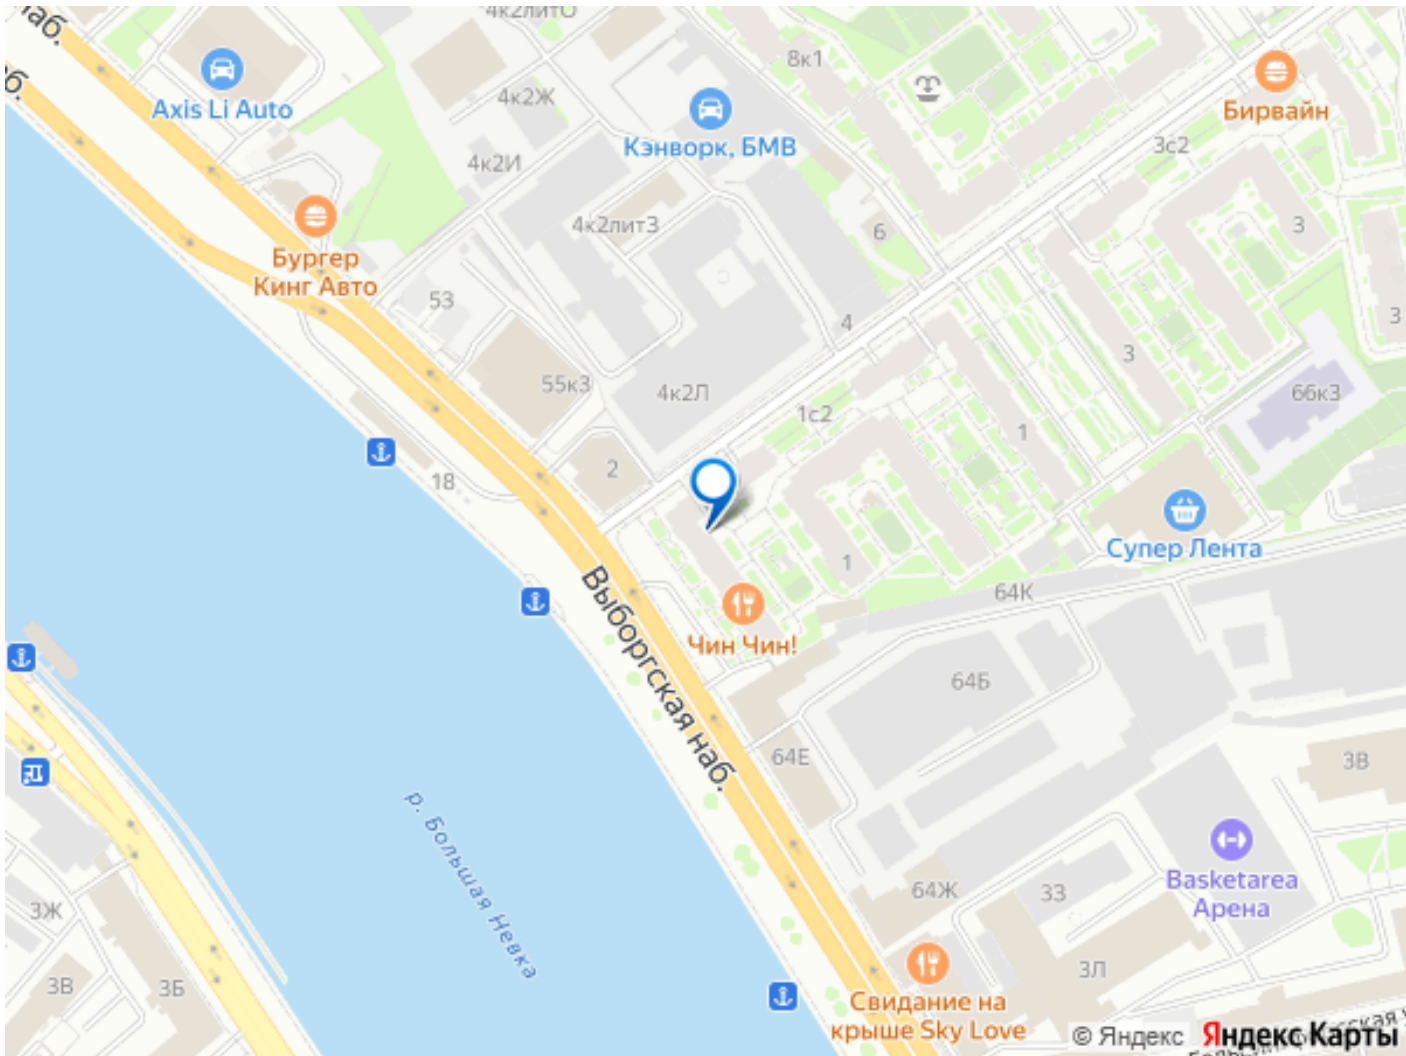 наб.
4к2литО
8к1
Axis Li Auto
4к2Ж
Кэнворк, БМВ
Бирвайн
3с2
4к2И
4к2лит3
6
3
Бургер
Кинг Авто
53
4
3
3
55к3
4к2Л
1с2
66к3
1
2
18
Супер Лента
1
64К
Выборгская наб.
Чин Чин!
64Б
64Е
3В
р. Большая Невка
Basketarea
Арена
64Ж
33
3Ж
3Л
3В
3Б
Свидание на
крыше Sky Love
© Яндекс Яндекс Карты